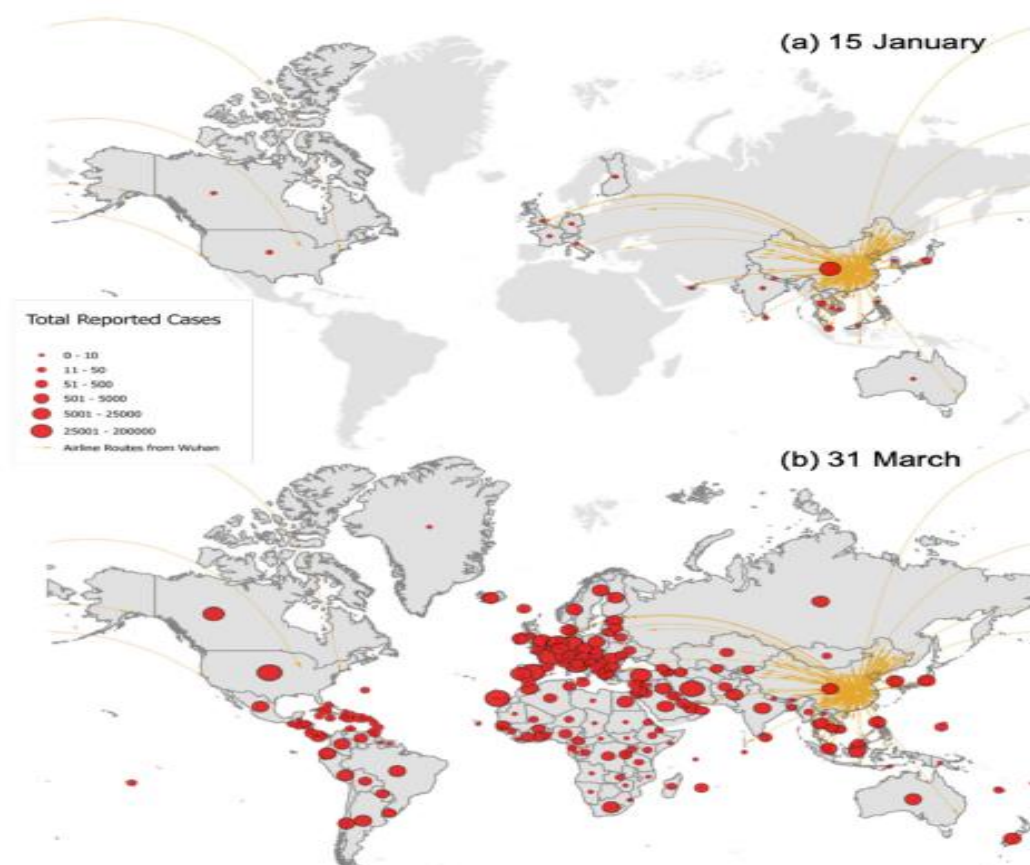 (a) 15 January
Total Reported Cases
0 - 10
11 - 50
51 - 500
501 - 5000
5001 - 25000
25001 - 200000
Airline Routes from Wuhan
(b) 31 March